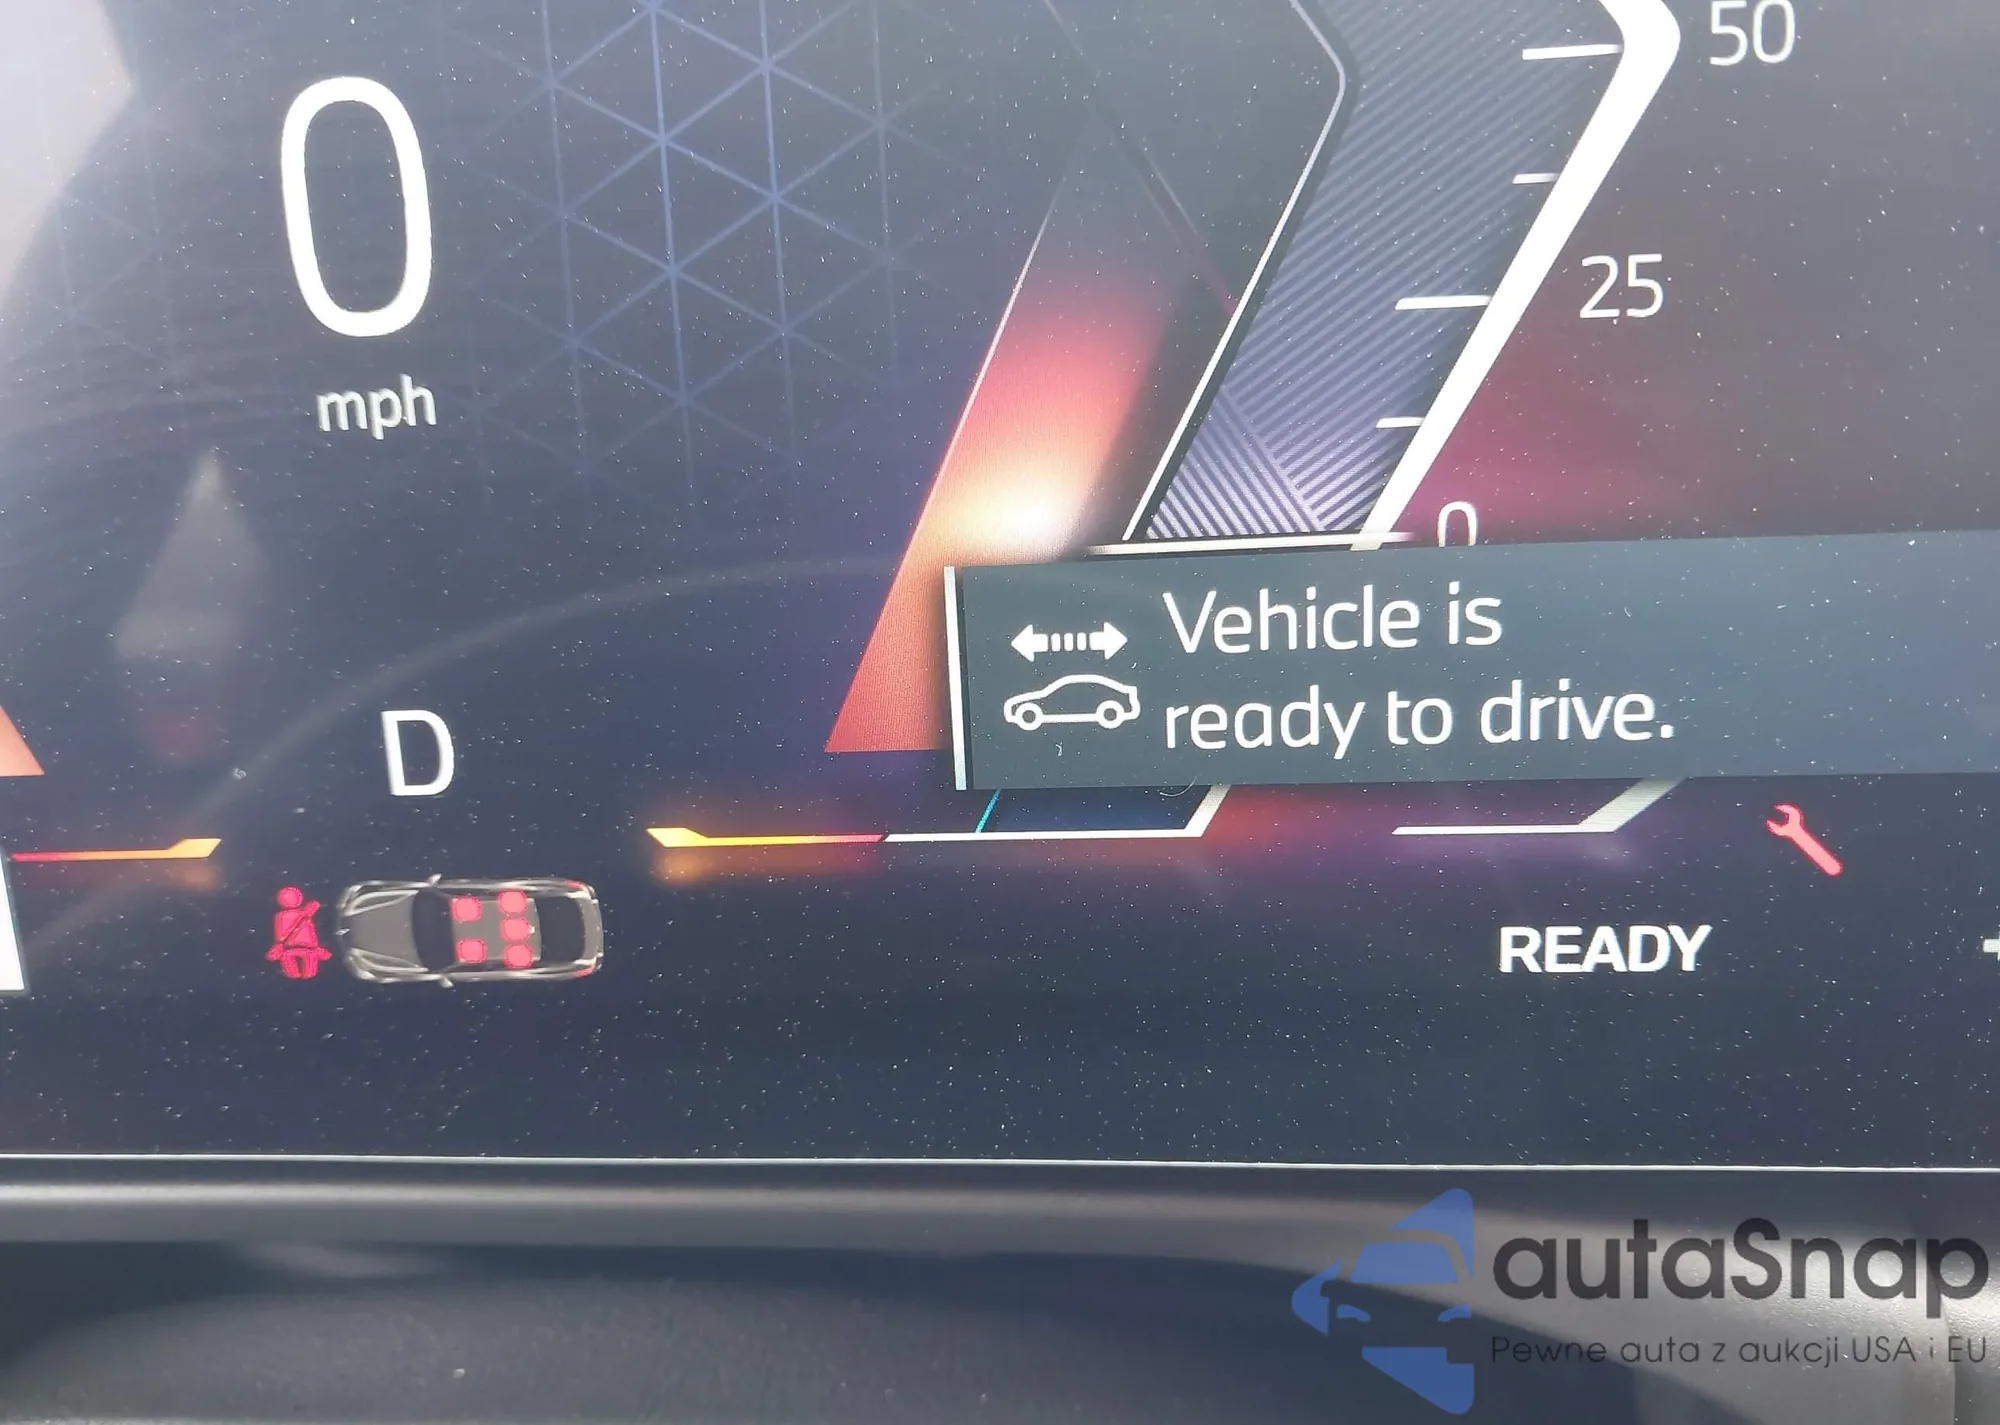 50
0
25
mph
0
Vehicle is
ready to drive.
D
READY
autaSnap
Pewne auta z aukcji USA i EU